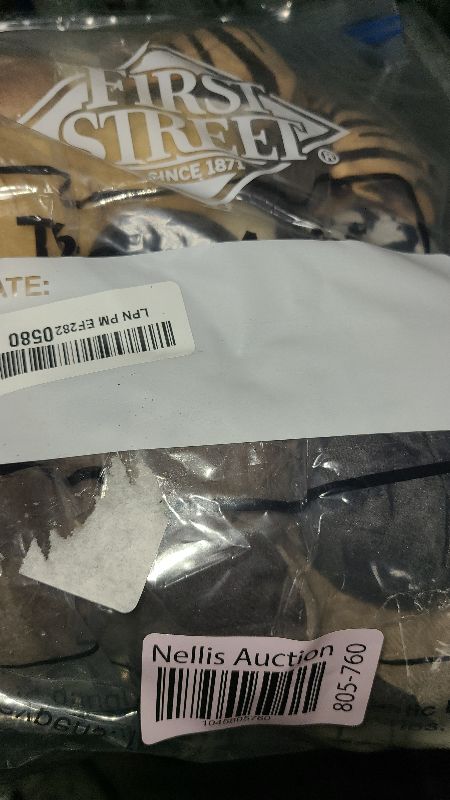 FIRST
STREET®
SINCE 1871
ATE:
LPN PM EF2820580
Nellis Auction
1045805760
805-760